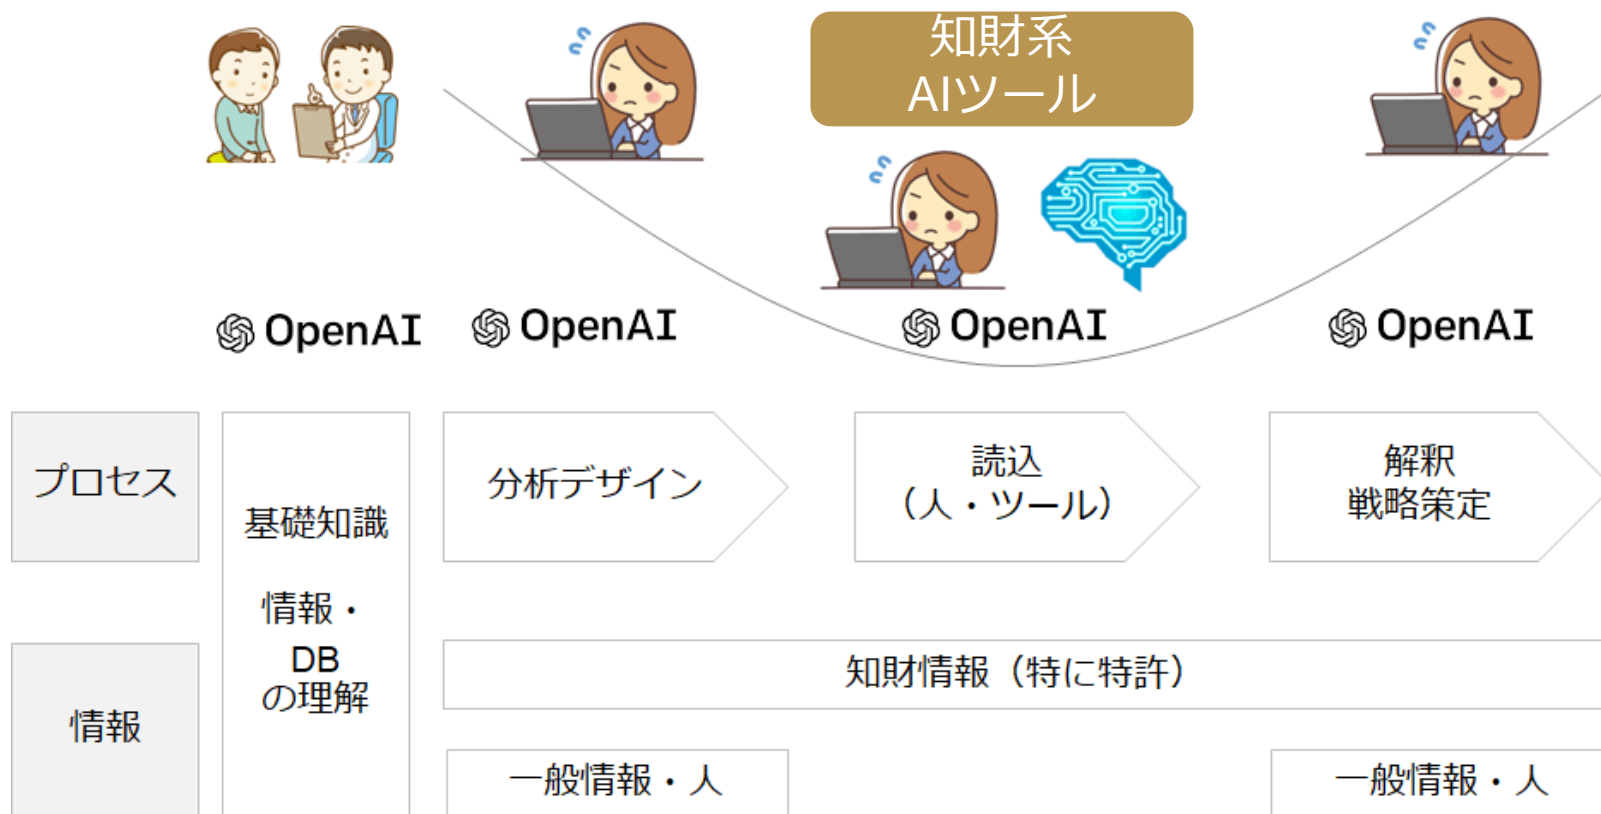 知財系
AIツール
OpenAI
OpenAI
OpenAI
OpenAI
プロセス
基礎知識
情報・
DB
の理解
分析デザイン
読込
（人・ツール）
解釈
戦略策定
情報
知財情報（特に特許）
一般情報・人
一般情報・人